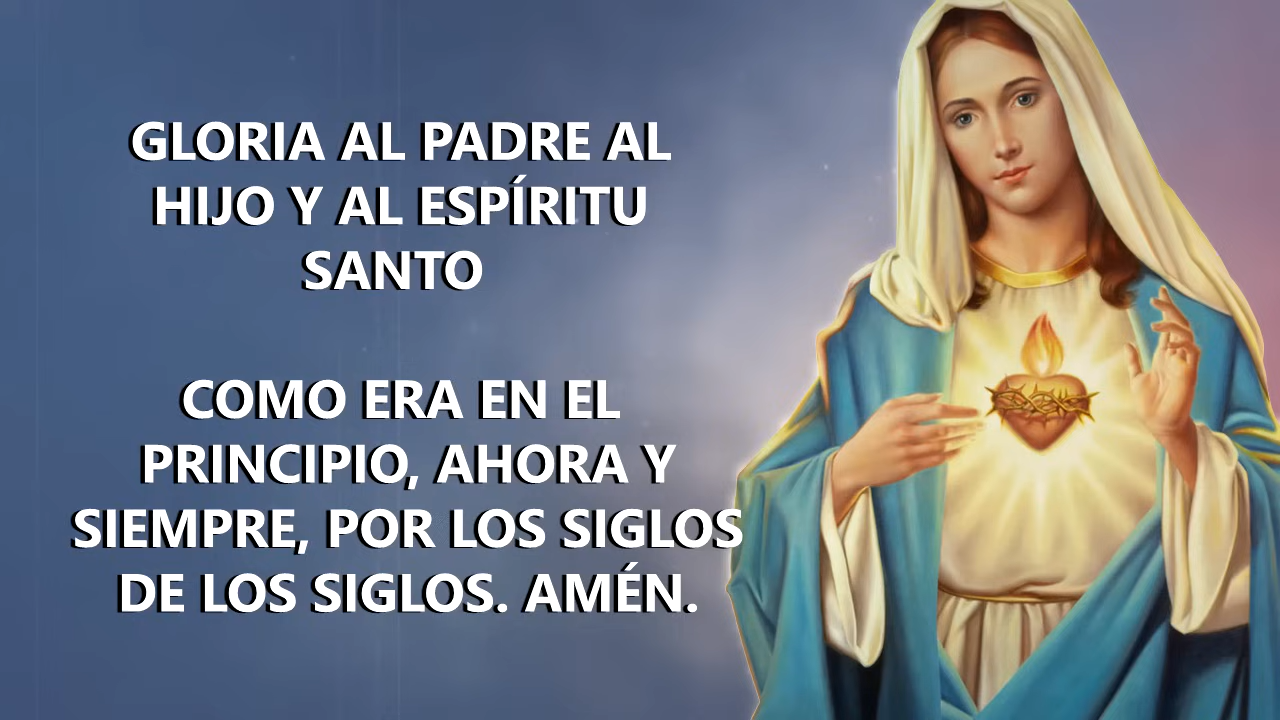 GLORIA AL PADRE AL
HIJO Y AL ESPÍRITU
SANTO
COMO ERA EN EL
PRINCIPIO, AHORA Y
SIEMPRE, POR LOS SIGLOS
DE LOS SIGLOS. AMÉN.